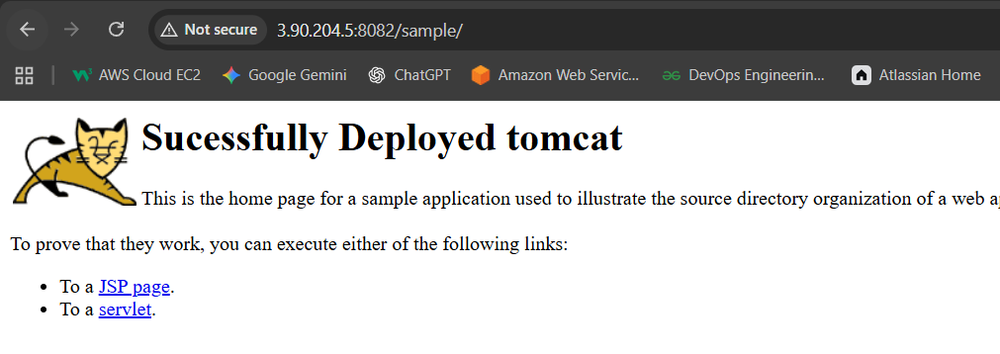 Not secure 3.90.204.5:8082/sample/
AWS Cloud EC2 Google Gemini ChatGPT Amazon Web Servic... DevOps Engineerin... Atlassian Home
Sucessfully Deployed tomcat
This is the home page for a sample application used to illustrate the source directory organization of a web
To prove that they work, you can execute either of the following links:
• To a JSP page.
• To a servlet.